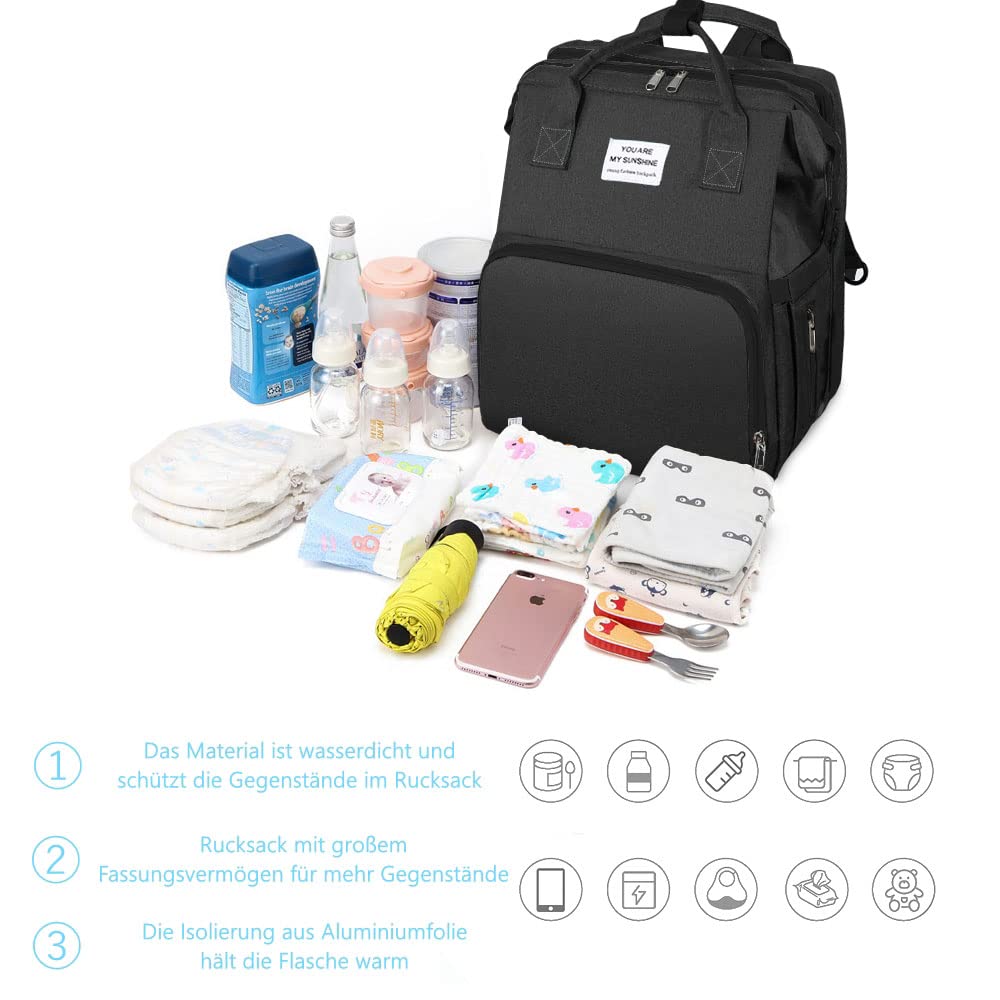 YOU ARE
MY SUNSHINE
1
Das Material ist wasserdicht und
schützt die Gegenstände im Rucksack
2
Rucksack mit großem
Fassungsvermögen für mehr Gegenstände
3
Die Isolierung aus Aluminiumfolie
hält die Flasche warm